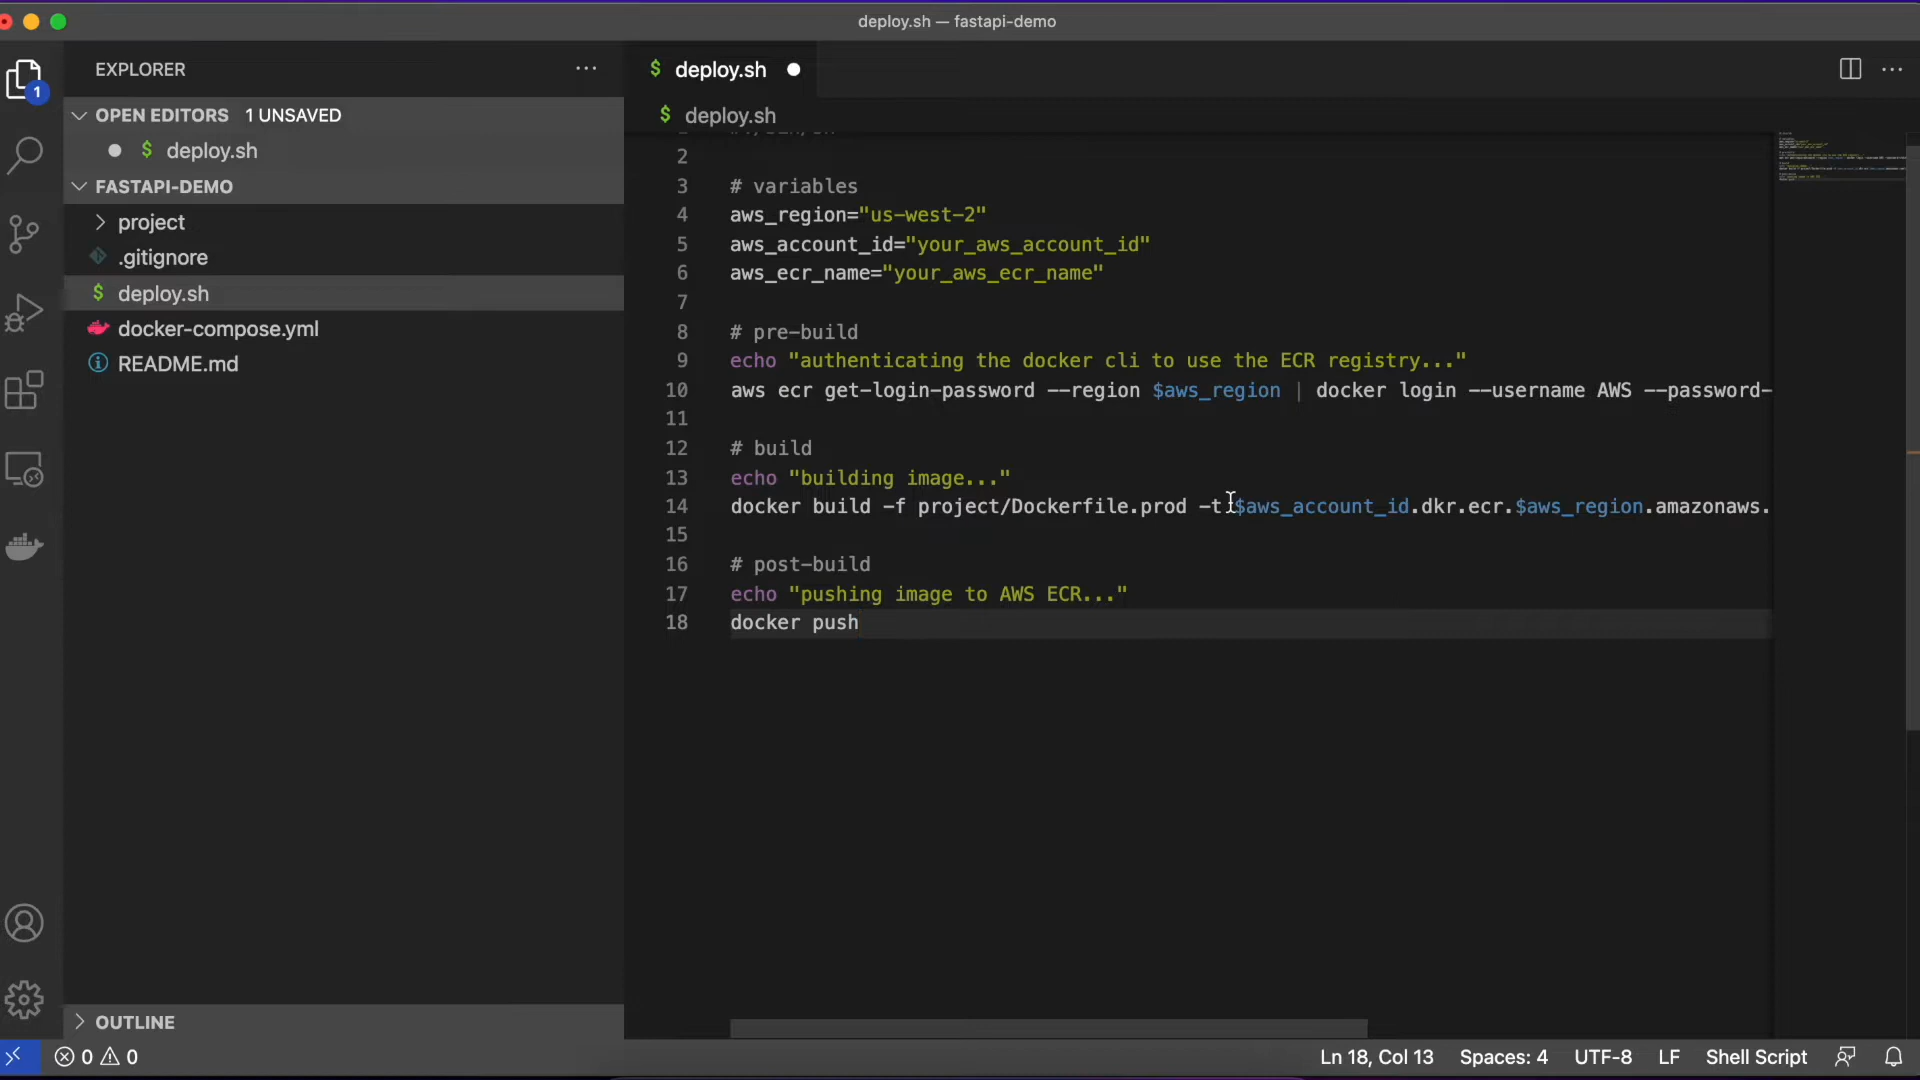 deploy.sh — fastapi-demo
EXPLORER
1
OPEN EDITORS 1 UNSAVED
$ deploy.sh
FASTAPI-DEMO
project
.gitignore
$ deploy.sh
docker-compose.yml
README.md
OUTLINE
$ deploy.sh
$ deploy.sh
2
3 # variables
4 aws_region="us-west-2"
5 aws_account_id="your_aws_account_id"
6 aws_ecr_name="your_aws_ecr_name"
7
8 # pre-build
9 echo "authenticating the docker cli to use the ECR registry..."
10 aws ecr get-login-password --region $aws_region | docker login --username AWS --password-
11
12 # build
13 echo "building image..."
14 docker build -f project/Dockerfile.prod -t $aws_account_id.dkr.ecr.$aws_region.amazonaws.
15
16 # post-build
17 echo "pushing image to AWS ECR..."
18 docker push
0 0
Ln 18, Col 13 Spaces: 4 UTF-8 LF Shell Script